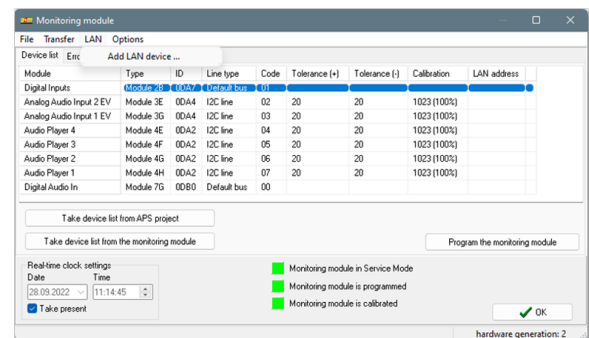 Monitoring module
File Transfer LAN Options
Device list Erro Add LAN device ...
Module Type ID Line type Code Tolerance (+) Tolerance (-) Calibration LAN address
Digital Inputs Module 2B 0DA7 Default bus 01
Analog Audio Input 2 EV Module 3E 0DA4 I2C line 02 20 20 1023 (100%)
Analog Audio Input 1 EV Module 3G 0DA4 I2C line 03 20 20 1023 (100%)
Audio Player 4 Module 4E 0DA2 I2C line 04 20 20 1023 (100%)
Audio Player 3 Module 4F 0DA2 I2C line 05 20 20 1023 (100%)
Audio Player 2 Module 4G 0DA2 I2C line 06 20 20 1023 (100%)
Audio Player 1 Module 4H 0DA2 I2C line 07 20 20 1023 (100%)
Digital Audio In Module 7G 0DB0 Default bus 00
Take device list from APS project
Take device list from the monitoring module Program the monitoring module
Real-time clock settings
Date Time
28.09.2022 11:14:45
Take present
Monitoring module in Service Mode
Monitoring module is programmed
Monitoring module is calibrated
OK
hardware generation: 2